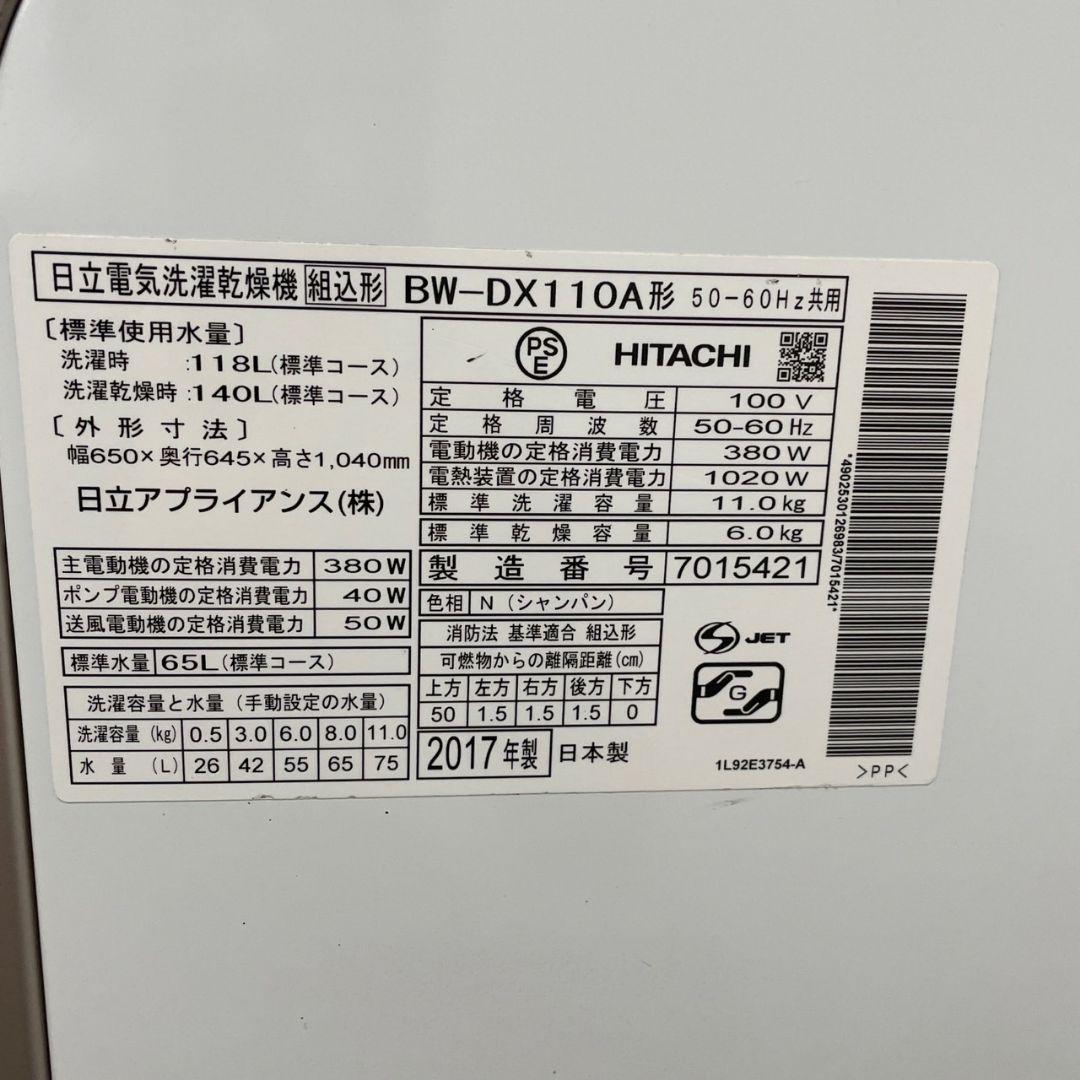 日立電気洗濯乾燥機 組込形 BW-DX110A形 50-60Hz共用
〔標準使用水量〕
洗濯時 :118L(標準コース)
洗濯乾燥時:140L(標準コース)
〔外形寸法〕
幅650×奥行645×高さ1,040mm
日立アプライアンス(株)
主電動機の定格消費電力 380W
ポンプ電動機の定格消費電力 40W
送風電動機の定格消費電力 50W
標準水量 65L(標準コース)
洗濯容量と水量(手動設定の水量)
洗濯容量(kg) 0.5 3.0 6.0 8.0 11.0
水量(L) 26 42 55 65 75
PSE HITACHI
定格電圧 100V
定格周波数 50-60Hz
電動機の定格消費電力 380W
電熱装置の定格消費電力 1020W
標準洗濯容量 11.0kg
標準乾燥容量 6.0kg
製造番号 7015421
色相 N(シャンパン)
消防法 基準適合 組込形
可燃物からの離隔距離(cm)
上方 左方 右方 後方 下方
50 1.5 1.5 1.5 0
2017年製 日本製
S JET
G
1L92E3754-A
*4902530126983/7015421*
>PP<